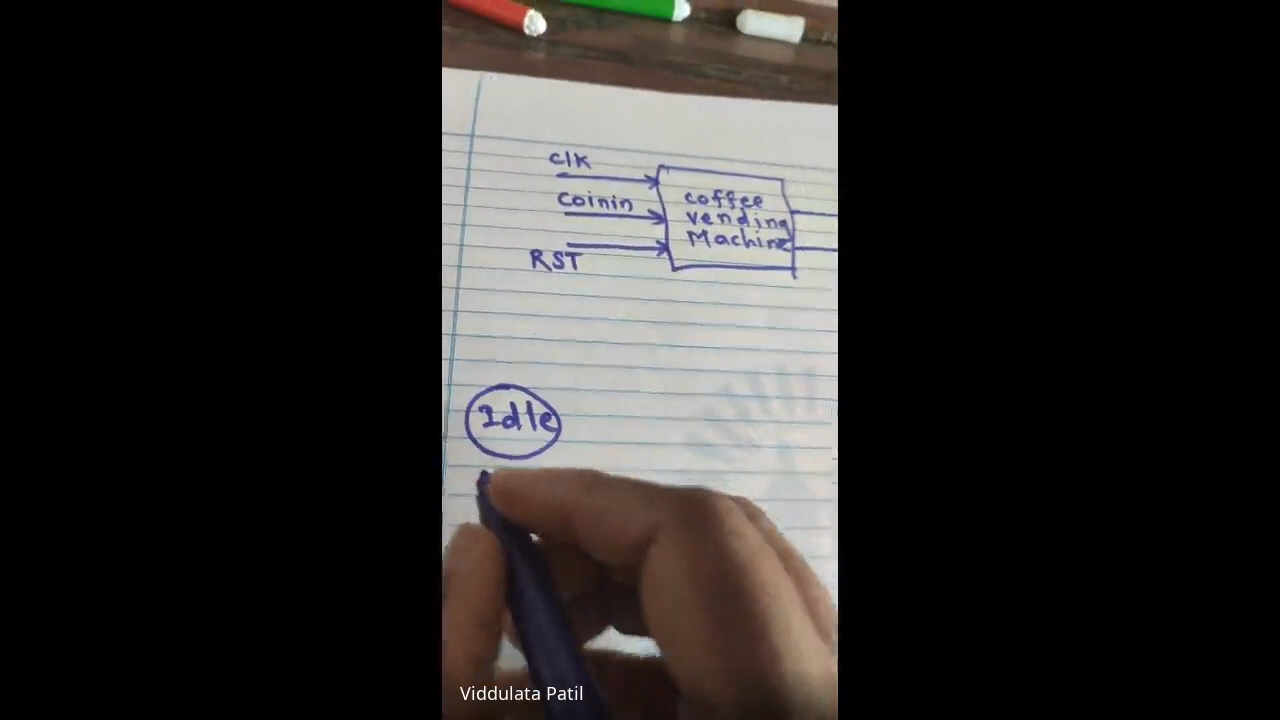 clk
Coinin
RST
coffee
vending
Machine
Idle
Viddulata Patil